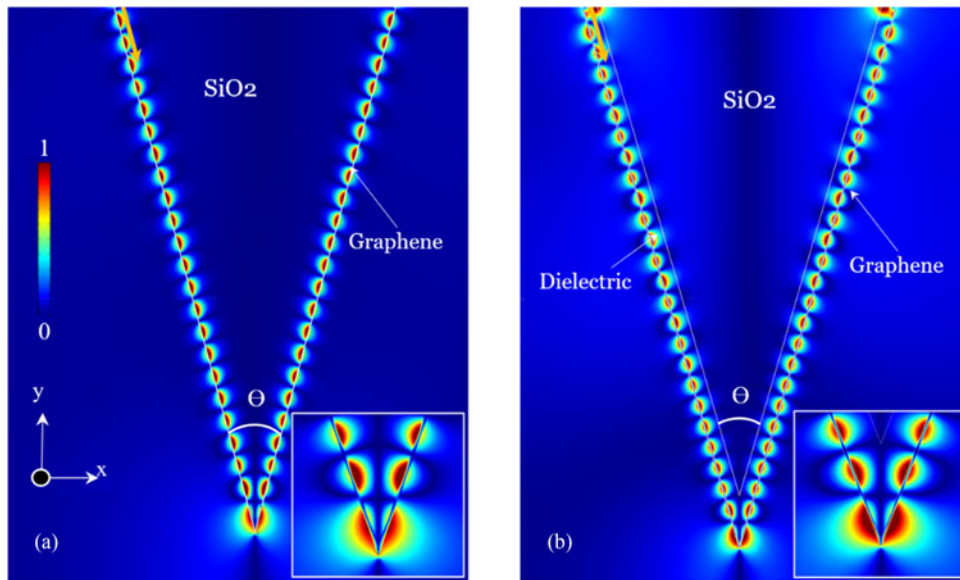 SiO2
1
Graphene
0
Θ
y
x
(a)
SiO2
Dielectric
Graphene
Θ
(b)